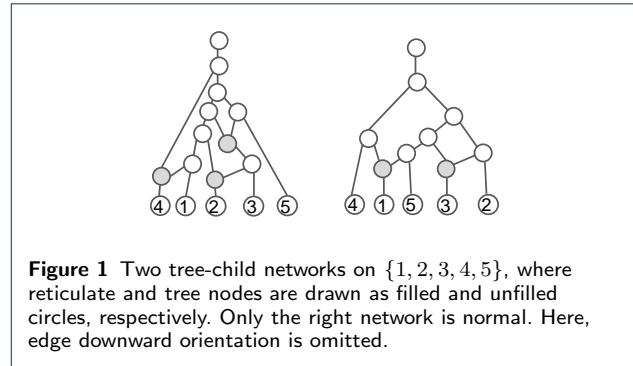 4 1 2 3 5 4 1 5 3 2
Figure 1 Two tree-child networks on {1, 2, 3, 4, 5}, where
reticulate and tree nodes are drawn as filled and unfilled
circles, respectively. Only the right network is normal. Here,
edge downward orientation is omitted.